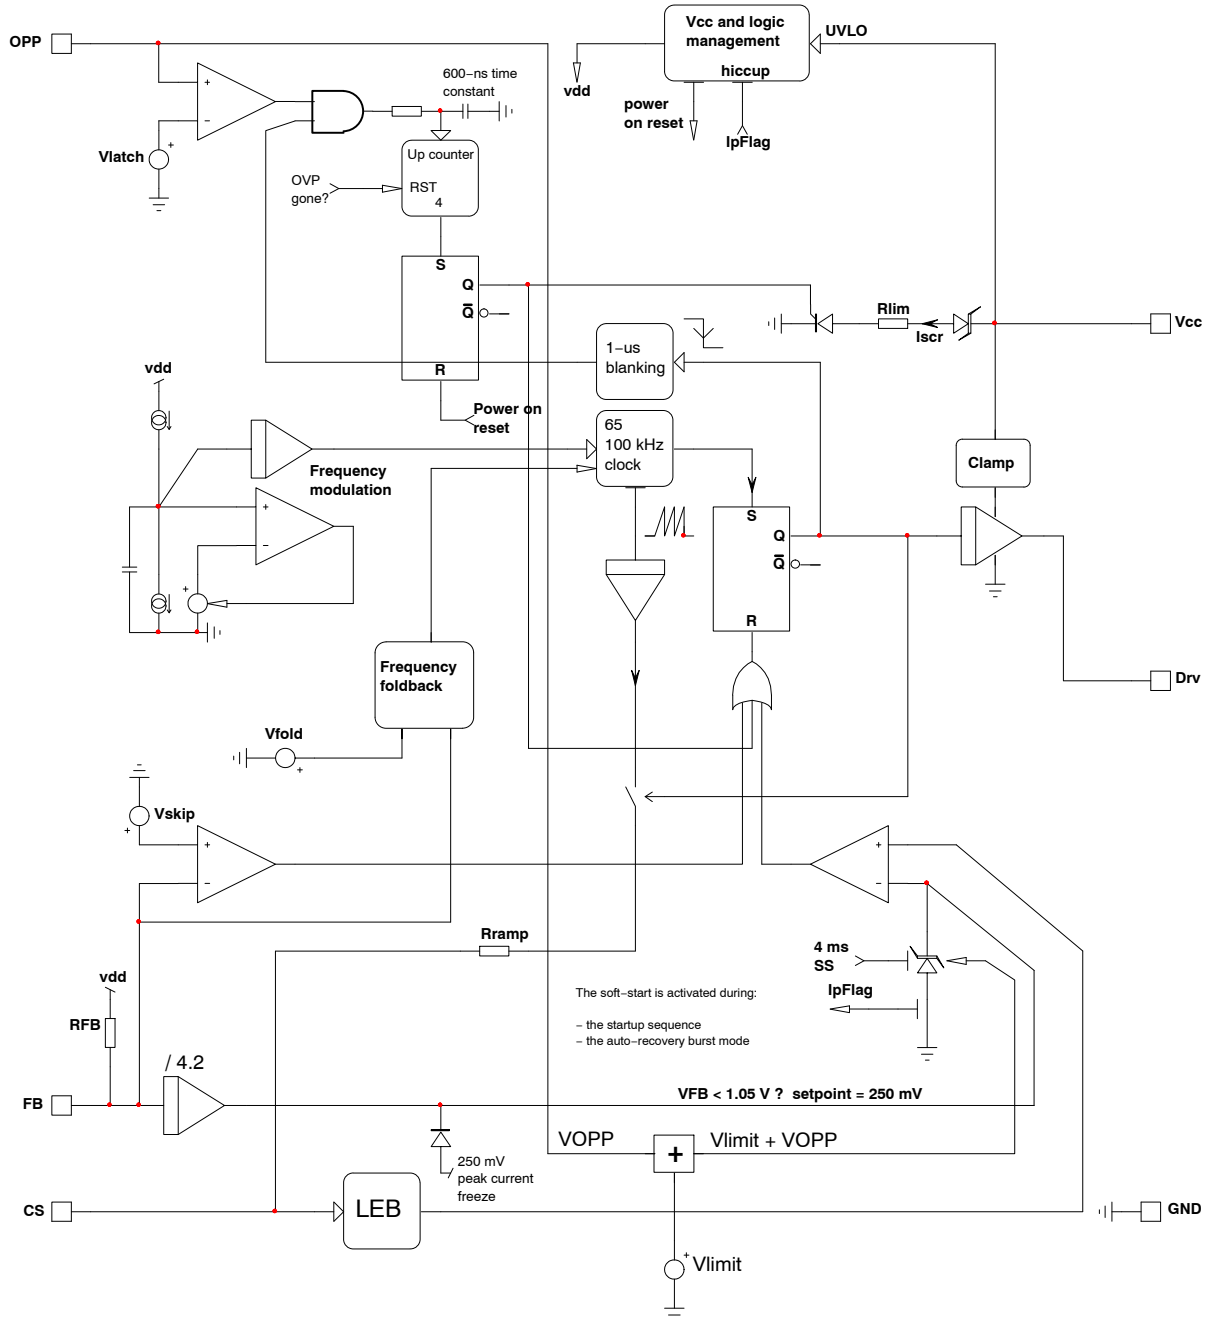 OPP
Vcc and logic
management
UVLO
hiccup
vdd
power
on reset
IpFlag
600−ns time
constant
+
−
Vlatch
+
Up counter
OVP
gone?
RST
4
S
Q
Q
R
Power on
reset
Rlim
Iscr
Vcc
1−us
blanking
vdd
65
100 kHz
clock
Frequency
modulation
Clamp
+
−
+
S
Q
Q
R
Frequency
foldback
Drv
Vfold
+
Vskip
+
+
−
+
−
Rramp
4 ms
SS
IpFlag
vdd
RFB
The soft−start is activated during:
− the startup sequence
− the auto−recovery burst mode
/ 4.2
FB
VFB < 1.05 V ? setpoint = 250 mV
VOPP
+
Vlimit + VOPP
250 mV
peak current
freeze
CS
LEB
GND
+
Vlimit